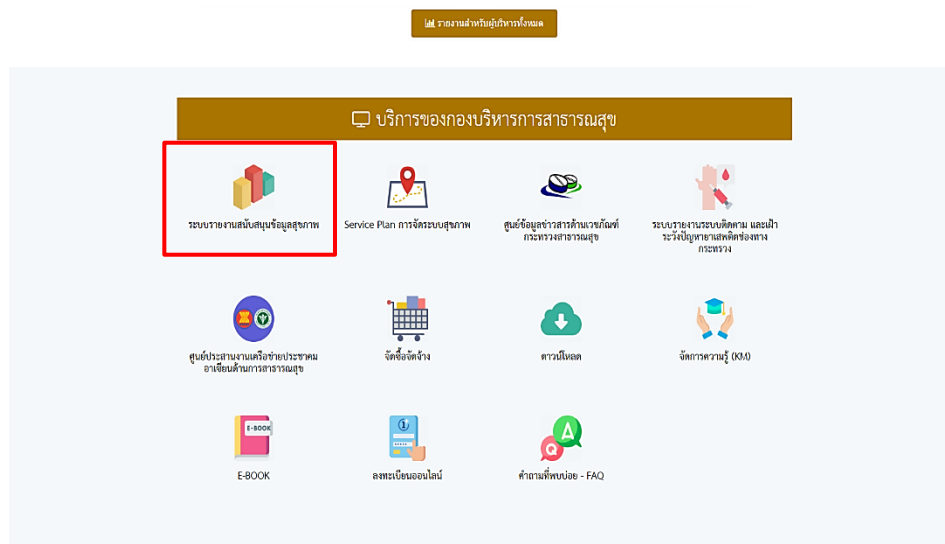 รายงานสำหรับผู้บริหารทั้งหมด
บริการของกองบริหารการสาธารณสุข
ระบบรายงานสนับสนุนข้อมูลสุขภาพ
Service Plan การจัดระบบสุขภาพ
ศูนย์ข้อมูลข่าวสารด้านเวชภัณฑ์
กระทรวงสาธารณสุข
ระบบรายงานระบบติดตาม และเฝ้า
ระวังปัญหายาเสพติดช่องทาง
กระทรวง
ศูนย์ประสานงานเครือข่ายประชาคม
อาเซียนด้านการสาธารณสุข
จัดซื้อจัดจ้าง
ดาวน์โหลด
จัดการความรู้ (KM)
E-BOOK
E-BOOK
ลงทะเบียนออนไลน์
Q
A
คำถามที่พบบ่อย - FAQ